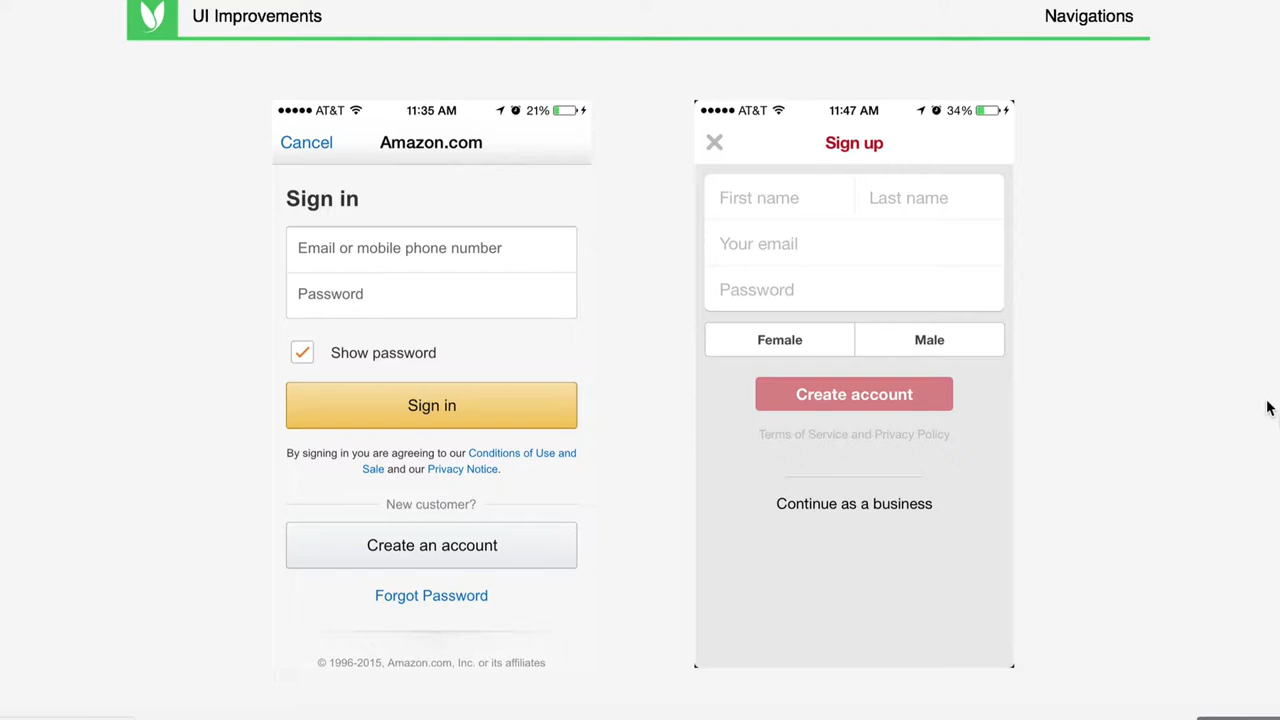 UI Improvements
Navigations
AT&T 11:35 AM 21%
Cancel Amazon.com
Sign in
Email or mobile phone number
Password
Show password
Sign in
By signing in you are agreeing to our Conditions of Use and
Sale and our Privacy Notice.
New customer?
Create an account
Forgot Password
© 1996-2015, Amazon.com, Inc. or its affiliates
AT&T 11:47 AM 34%
Sign up
First name Last name
Your email
Password
Female Male
Create account
Terms of Service and Privacy Policy
Continue as a business